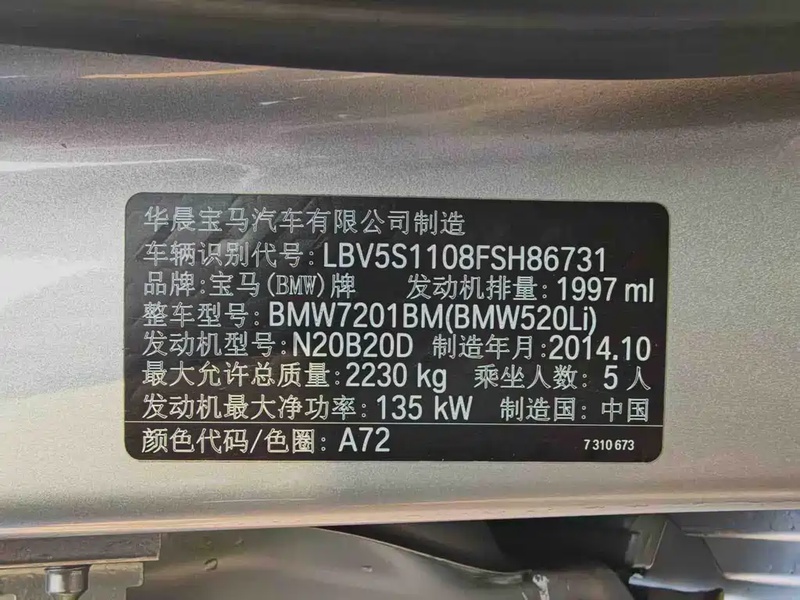 华晨宝马汽车有限公司制造
车辆识别代号: LBV5S1108FSH86731
品牌: 宝马(BMW)牌 发动机排量: 1997 ml
整车型号: BMW7201BM(BMW520Li)
发动机型号: N20B20D 制造年月: 2014.10
最大允许总质量: 2230 kg 乘坐人数: 5 人
发动机最大净功率: 135 kW 制造国: 中国
颜色代码/色圈: A72 7 310 673